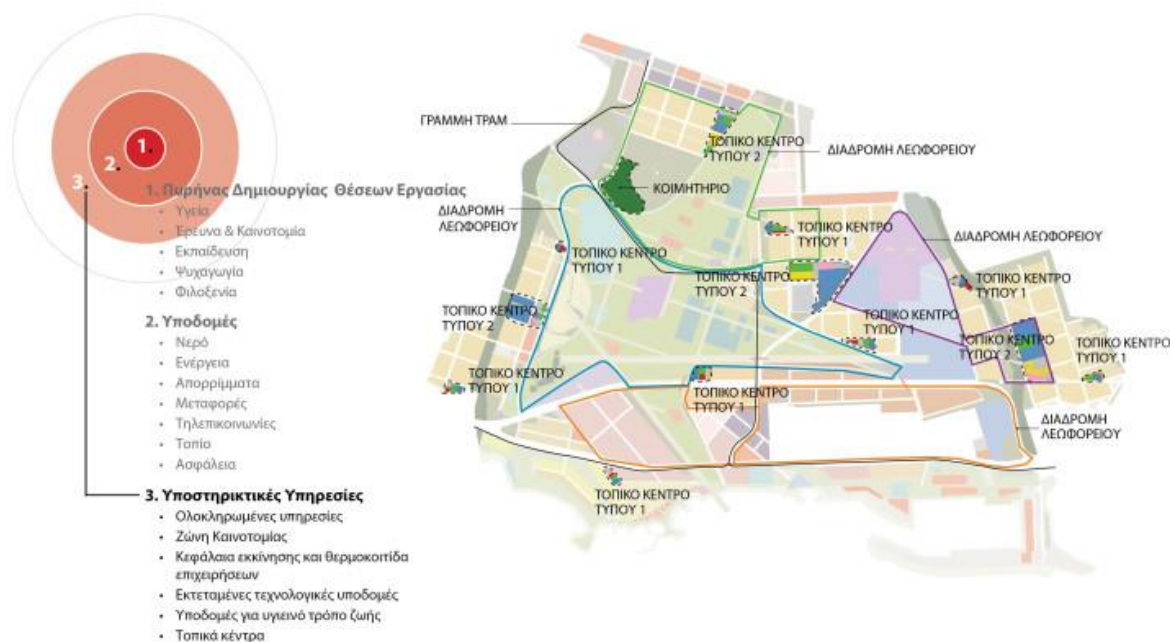 1.
2.
3.
1. Πυρήνας Δημιουργίας Θέσεων Εργασίας
• Υγεία
• Έρευνα & Καινοτομία
• Εκπαίδευση
• Ψυχαγωγία
• Φιλοξενία
2. Υποδομές
• Νερό
• Ενέργεια
• Απορρίμματα
• Μεταφορές
• Τηλεπικοινωνίες
• Τοπίο
• Ασφάλεια
3. Υποστηρικτικές Υπηρεσίες
• Ολοκληρωμένες υπηρεσίες
• Ζώνη Καινοτομίας
• Κεφάλαια εκκίνησης και θερμοκοιτίδα
επιχειρήσεων
• Εκτεταμένες τεχνολογικές υποδομές
• Υποδομές για υγιεινό τρόπο ζωής
• Τοπικά κέντρα
ΓΡΑΜΜΗ ΤΡΑΜ
ΤΟΠΙΚΟ ΚΕΝΤΡΟ
ΤΥΠΟΥ 2
ΔΙΑΔΡΟΜΗ ΛΕΩΦΟΡΕΙΟΥ
ΚΟΙΜΗΤΗΡΙΟ
ΔΙΑΔΡΟΜΗ
ΛΕΩΦΟΡΕΙΟΥ
ΤΟΠΙΚΟ ΚΕΝΤΡΟ
ΤΥΠΟΥ 1
ΔΙΑΔΡΟΜΗ ΛΕΩΦΟΡΕΙΟΥ
ΤΟΠΙΚΟ ΚΕΝΤΡΟ
ΤΥΠΟΥ 1
ΤΟΠΙΚΟ ΚΕΝΤΡΟ
ΤΥΠΟΥ 2
ΤΟΠΙΚΟ ΚΕΝΤΡΟ
ΤΥΠΟΥ 1
ΤΟΠΙΚΟ ΚΕΝΤΡΟ
ΤΥΠΟΥ 2
ΤΟΠΙΚΟ ΚΕΝΤΡΟ
ΤΥΠΟΥ 1
ΤΟΠΙΚΟ ΚΕΝΤΡΟ
ΤΥΠΟΥ 2
ΤΟΠΙΚΟ ΚΕΝΤΡΟ
ΤΥΠΟΥ 1
ΤΟΠΙΚΟ ΚΕΝΤΡΟ
ΤΥΠΟΥ 1
ΤΟΠΙΚΟ ΚΕΝΤΡΟ
ΤΥΠΟΥ 1
ΔΙΑΔΡΟΜΗ
ΛΕΩΦΟΡΕΙΟΥ
ΤΟΠΙΚΟ ΚΕΝΤΡΟ
ΤΥΠΟΥ 1